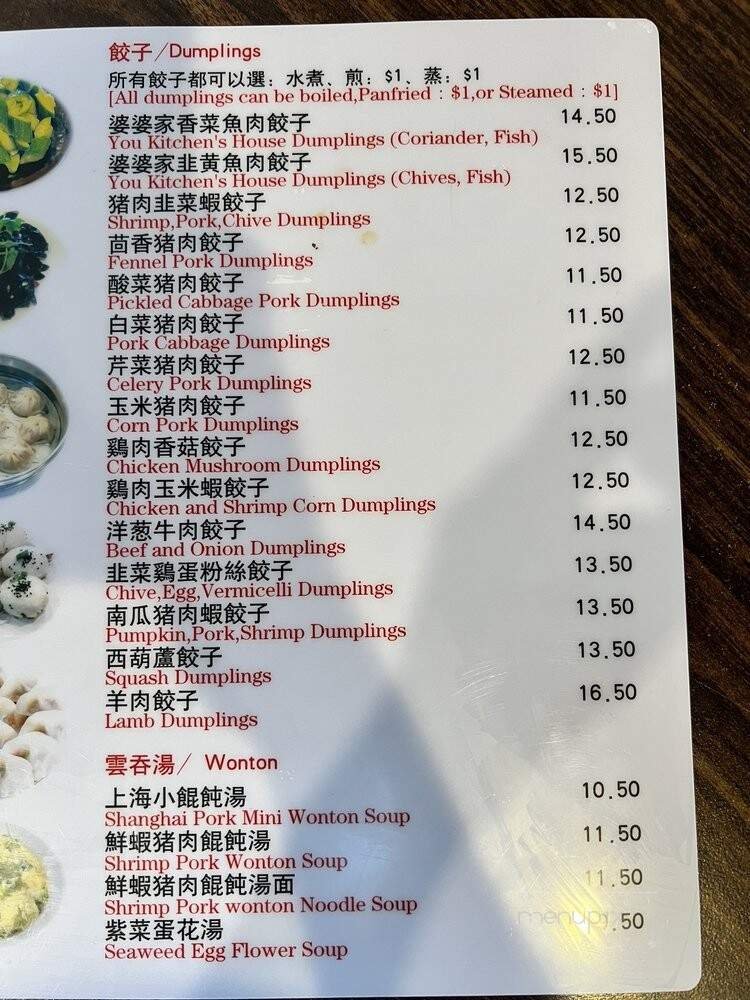 餃子/Dumplings
所有餃子都可以選：水煮、煎：$1、蒸：$1
[All dumplings can be boiled,Panfried : $1,or Steamed : $1]
婆婆家香菜魚肉餃子 14.50
You Kitchen's House Dumplings (Coriander, Fish)
婆婆家韭黄魚肉餃子 15.50
You Kitchen's House Dumplings (Chives, Fish)
猪肉韭菜蝦餃子 12.50
Shrimp,Pork,Chive Dumplings
茴香猪肉餃子 12.50
Fennel Pork Dumplings
酸菜猪肉餃子 11.50
Pickled Cabbage Pork Dumplings
白菜猪肉餃子 11.50
Pork Cabbage Dumplings
芹菜猪肉餃子 12.50
Celery Pork Dumplings
玉米猪肉餃子 11.50
Corn Pork Dumplings
鷄肉香菇餃子 12.50
Chicken Mushroom Dumplings
鷄肉玉米蝦餃子 12.50
Chicken and Shrimp Corn Dumplings
洋葱牛肉餃子 14.50
Beef and Onion Dumplings
韭菜鷄蛋粉絲餃子 13.50
Chive,Egg,Vermicelli Dumplings
南瓜猪肉蝦餃子 13.50
Pumpkin,Pork,Shrimp Dumplings
西葫蘆餃子 13.50
Squash Dumplings
羊肉餃子 16.50
Lamb Dumplings
雲吞湯/ Wonton
上海小餛飩湯 10.50
Shanghai Pork Mini Wonton Soup
鮮蝦猪肉餛飩湯 11.50
Shrimp Pork Wonton Soup
鮮蝦猪肉餛飩湯面 11.50
Shrimp Pork wonton Noodle Soup
紫菜蛋花湯 .50
Seaweed Egg Flower Soup